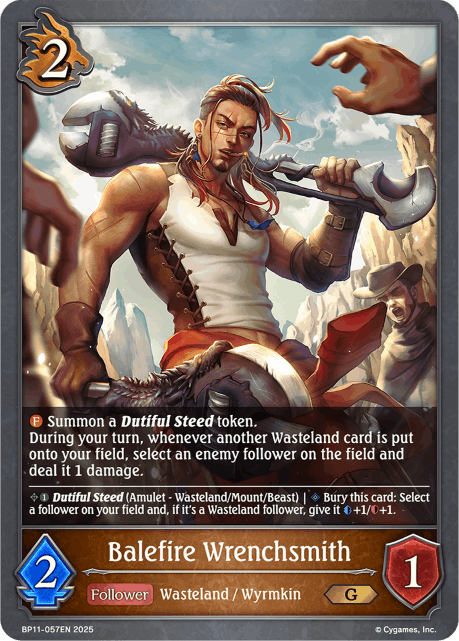 2
F Summon a Dutiful Steed token.
During your turn, whenever another Wasteland card is put
onto your field, select an enemy follower on the field and
deal it 1 damage.
1 Dutiful Steed (Amulet - Wasteland/Mount/Beast) | Bury this card: Select
a follower on your field and, if it's a Wasteland follower, give it +1/+1.
Balefire Wrenchsmith
2
1
Follower Wasteland / Wyrmkin G
BP11-057EN 2025 © Cygames, Inc.